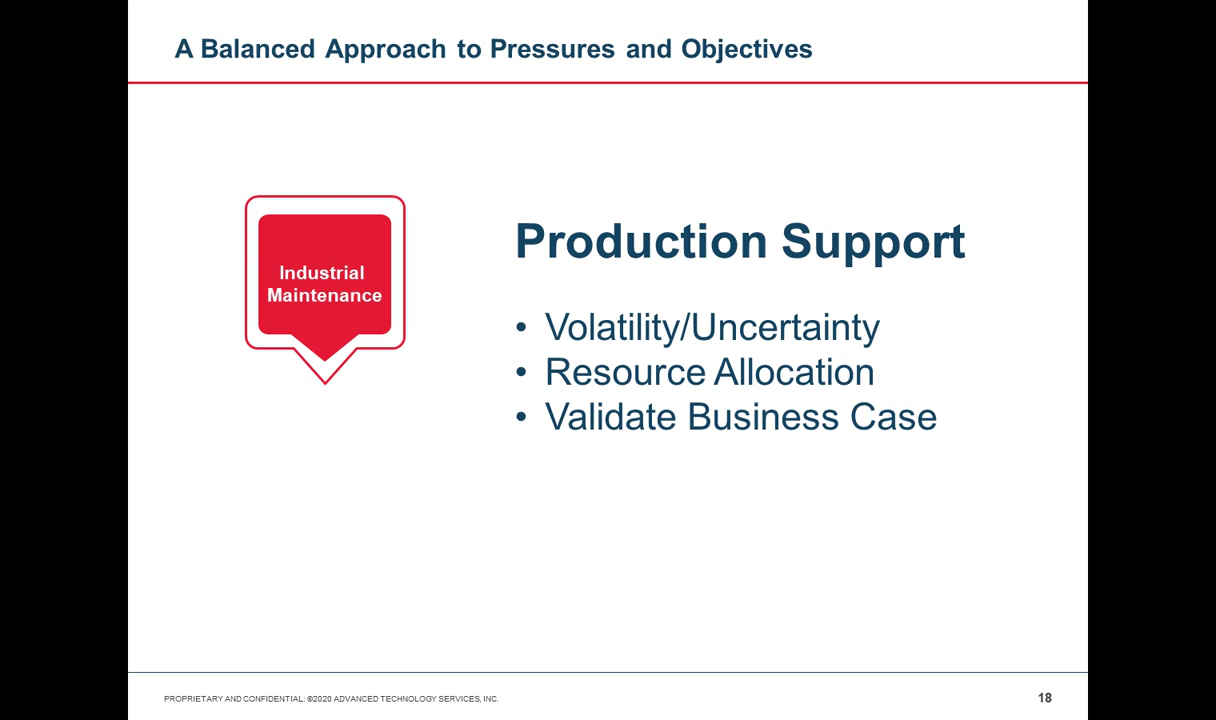 A Balanced Approach to Pressures and Objectives
Industrial
Maintenance
Production Support
• Volatility/Uncertainty
• Resource Allocation
• Validate Business Case
PROPRIETARY AND CONFIDENTIAL: ©2020 ADVANCED TECHNOLOGY SERVICES, INC.
18